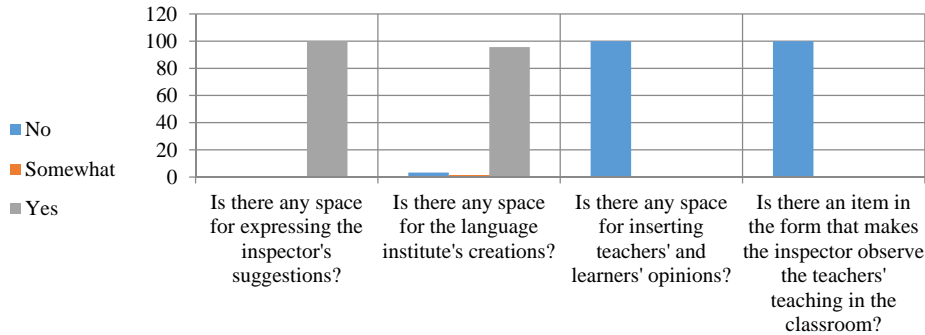 120
100
80
60
40
20
0
No
Somewhat
Yes
Is there any space
for expressing the
inspector's
suggestions?
Is there any space
for the language
institute's creations?
Is there any space
for inserting
teachers' and
learners' opinions?
Is there an item in
the form that makes
the inspector observe
the teachers'
teaching in the
classroom?